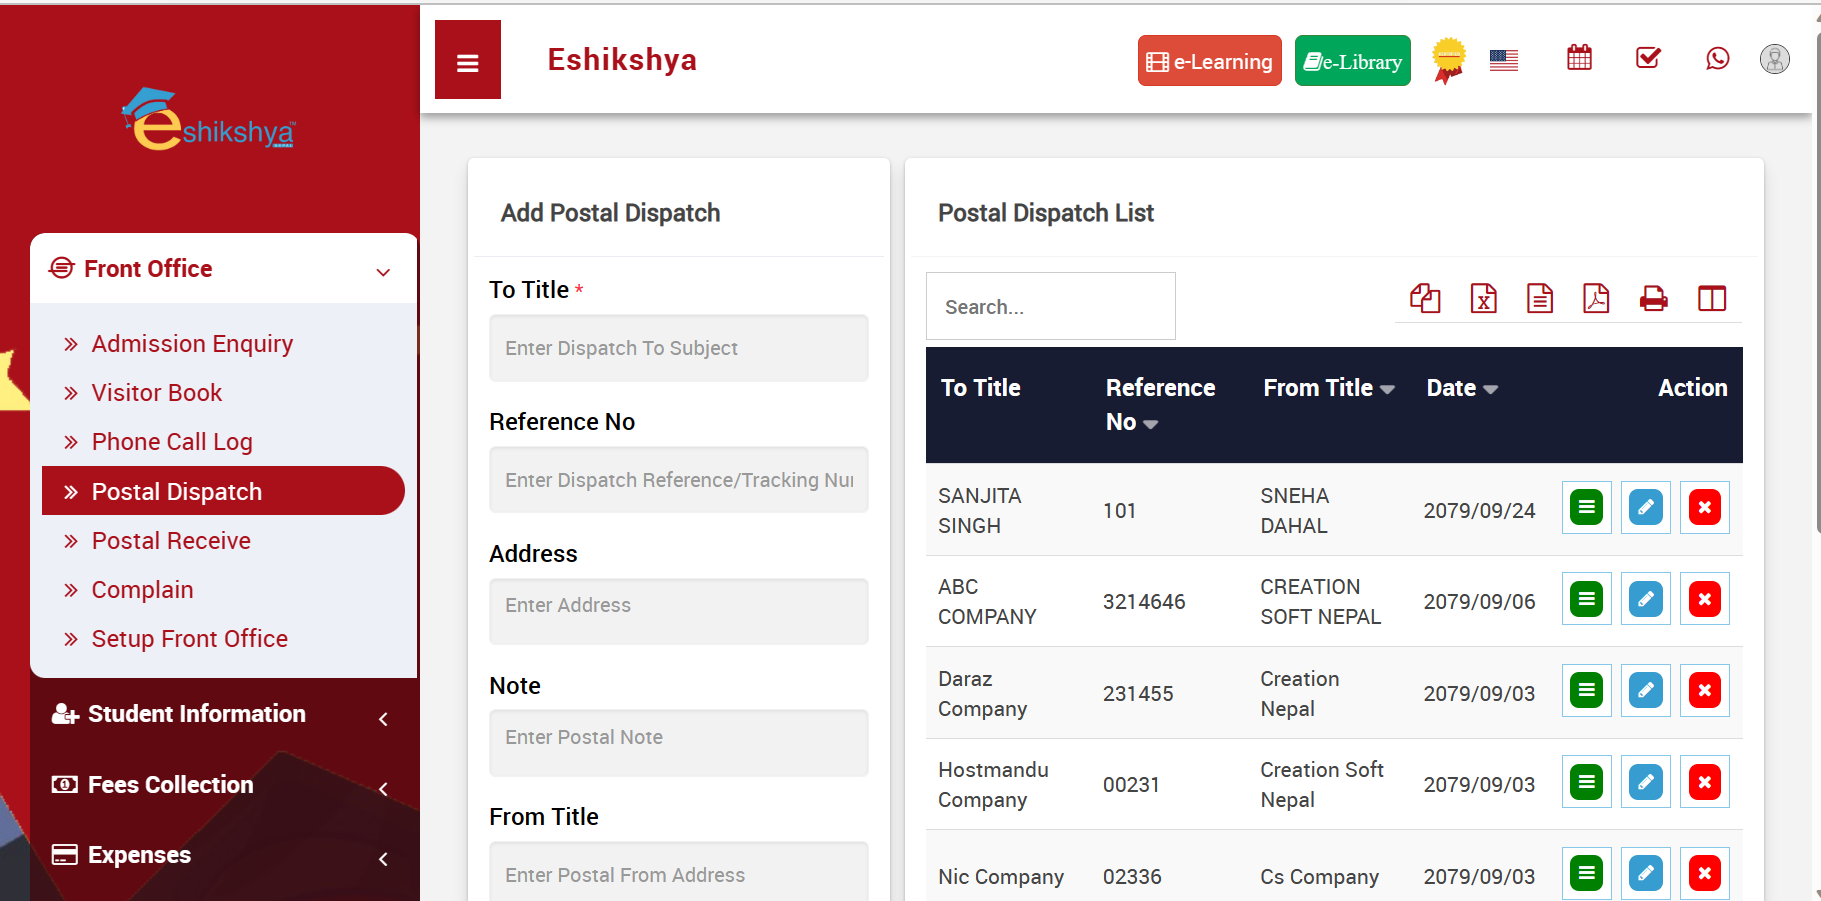 eshikshya
Front Office
Admission Enquiry
Visitor Book
Phone Call Log
Postal Dispatch
Postal Receive
Complain
Setup Front Office
Student Information
Fees Collection
Expenses
Eshikshya
e-Learning
e-Library
Add Postal Dispatch
To Title *
Enter Dispatch To Subject
Reference No
Enter Dispatch Reference/Tracking Nu
Address
Enter Address
Note
Enter Postal Note
From Title
Enter Postal From Address
Postal Dispatch List
Search...
To Title Reference No From Title Date Action
SANJITA SINGH 101 SNEHA DAHAL 2079/09/24
ABC COMPANY 3214646 CREATION SOFT NEPAL 2079/09/06
Daraz Company 231455 Creation Nepal 2079/09/03
Hostmandu Company 00231 Creation Soft Nepal 2079/09/03
Nic Company 02336 Cs Company 2079/09/03